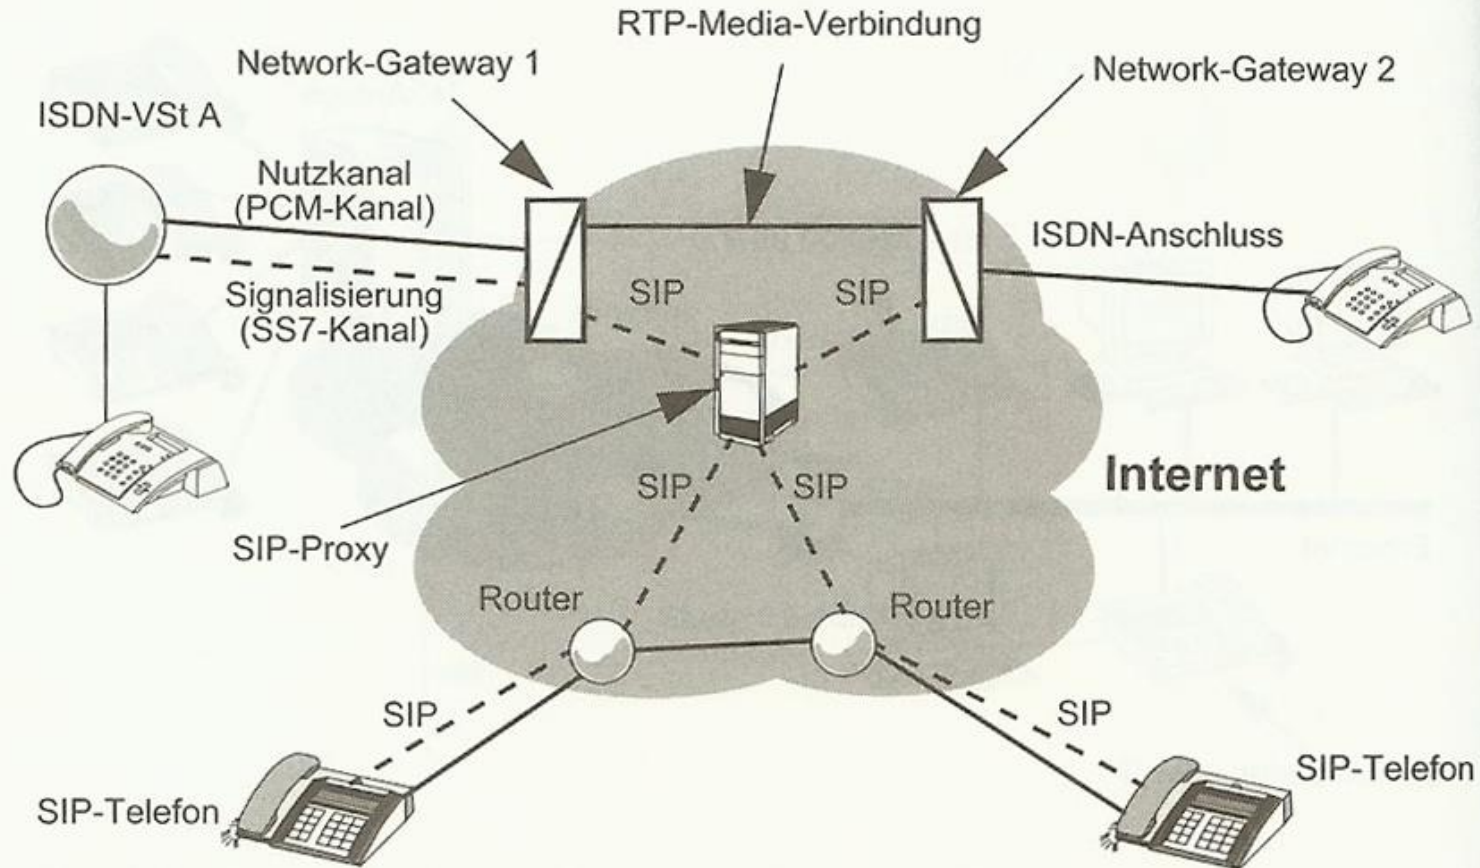 RTP-Media-Verbindung
Network-Gateway 1
Network-Gateway 2
ISDN-VSt A
Nutzkanal
(PCM-Kanal)
ISDN-Anschluss
Signalisierung
(SS7-Kanal)
SIP
SIP
Internet
SIP
SIP
SIP-Proxy
Router
Router
SIP
SIP
SIP-Telefon
SIP-Telefon